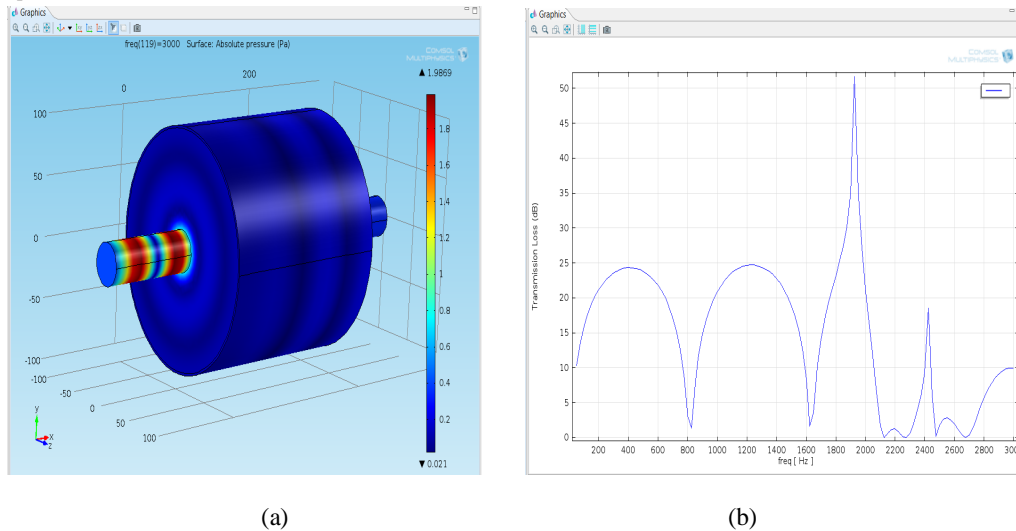 Graphics
freq(119)=3000 Surface: Absolute pressure (Pa)
COMSOL
MULTIPHYSICS
▲ 1.9869
0
200
100
50
0
-50
-100
-100
-50
0
50
100
1.8
1.6
1.4
1.2
1
0.8
0.6
0.4
0.2
▼ 0.021
y
x
z
(a)
Graphics
COMSOL
MULTIPHYSICS
Transmission Loss (dB)
50
45
40
35
30
25
20
15
10
5
0
200 400 600 800 1000 1200 1400 1600 1800 2000 2200 2400 2600 2800 300
freq [ Hz ]
(b)